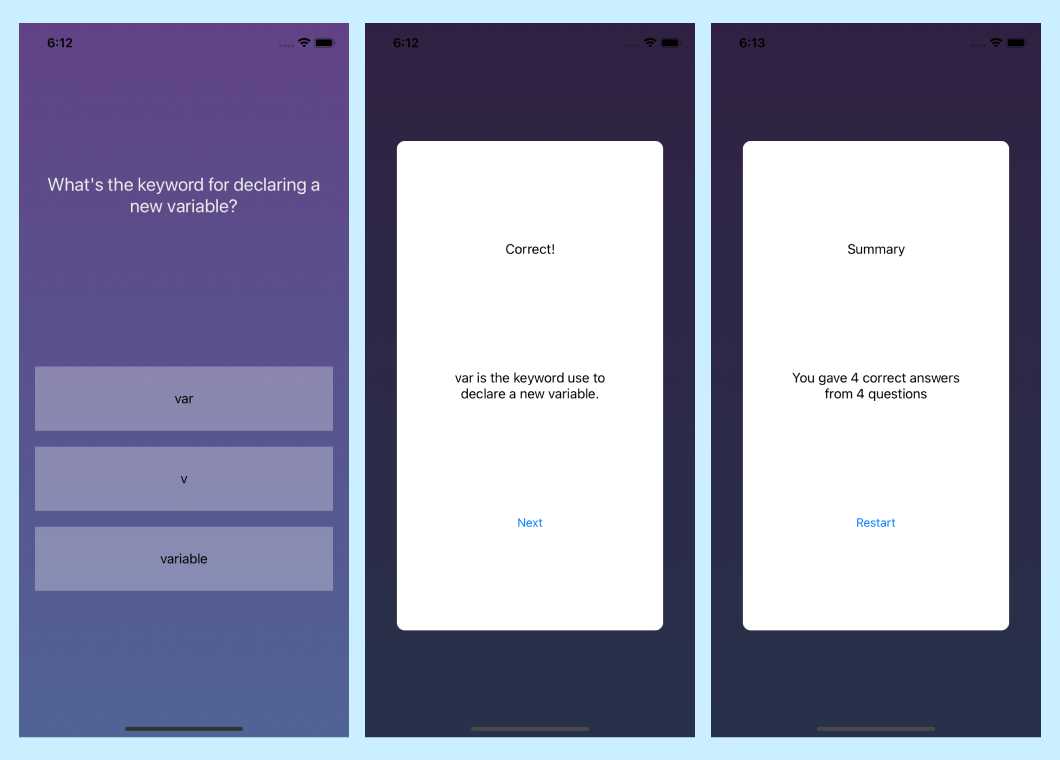 6:12
What's the keyword for declaring a
new variable?
var
v
variable
6:12
Correct!
var is the keyword use to
declare a new variable.
Next
6:13
Summary
You gave 4 correct answers
from 4 questions
Restart